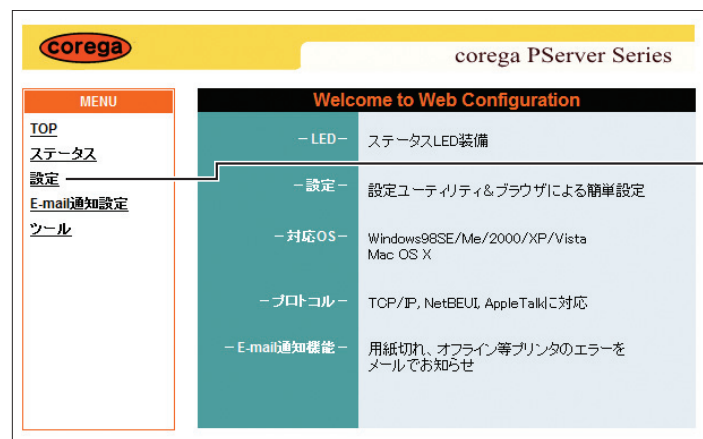 corega
corega PServer Series
MENU
TOP
ステータス
設定
E-mail通知設定
ツール
Welcome to Web Configuration
－LED－ ステータスLED装備
－設定－ 設定ユーティリティ&ブラウザによる簡単設定
－対応OS－ Windows98SE/Me/2000/XP/Vista
Mac OS X
－プロトコル－ TCP/IP, NetBEUI, AppleTalkに対応
－E-mail通知機能－ 用紙切れ、オフライン等プリンタのエラーを
メールでお知らせ